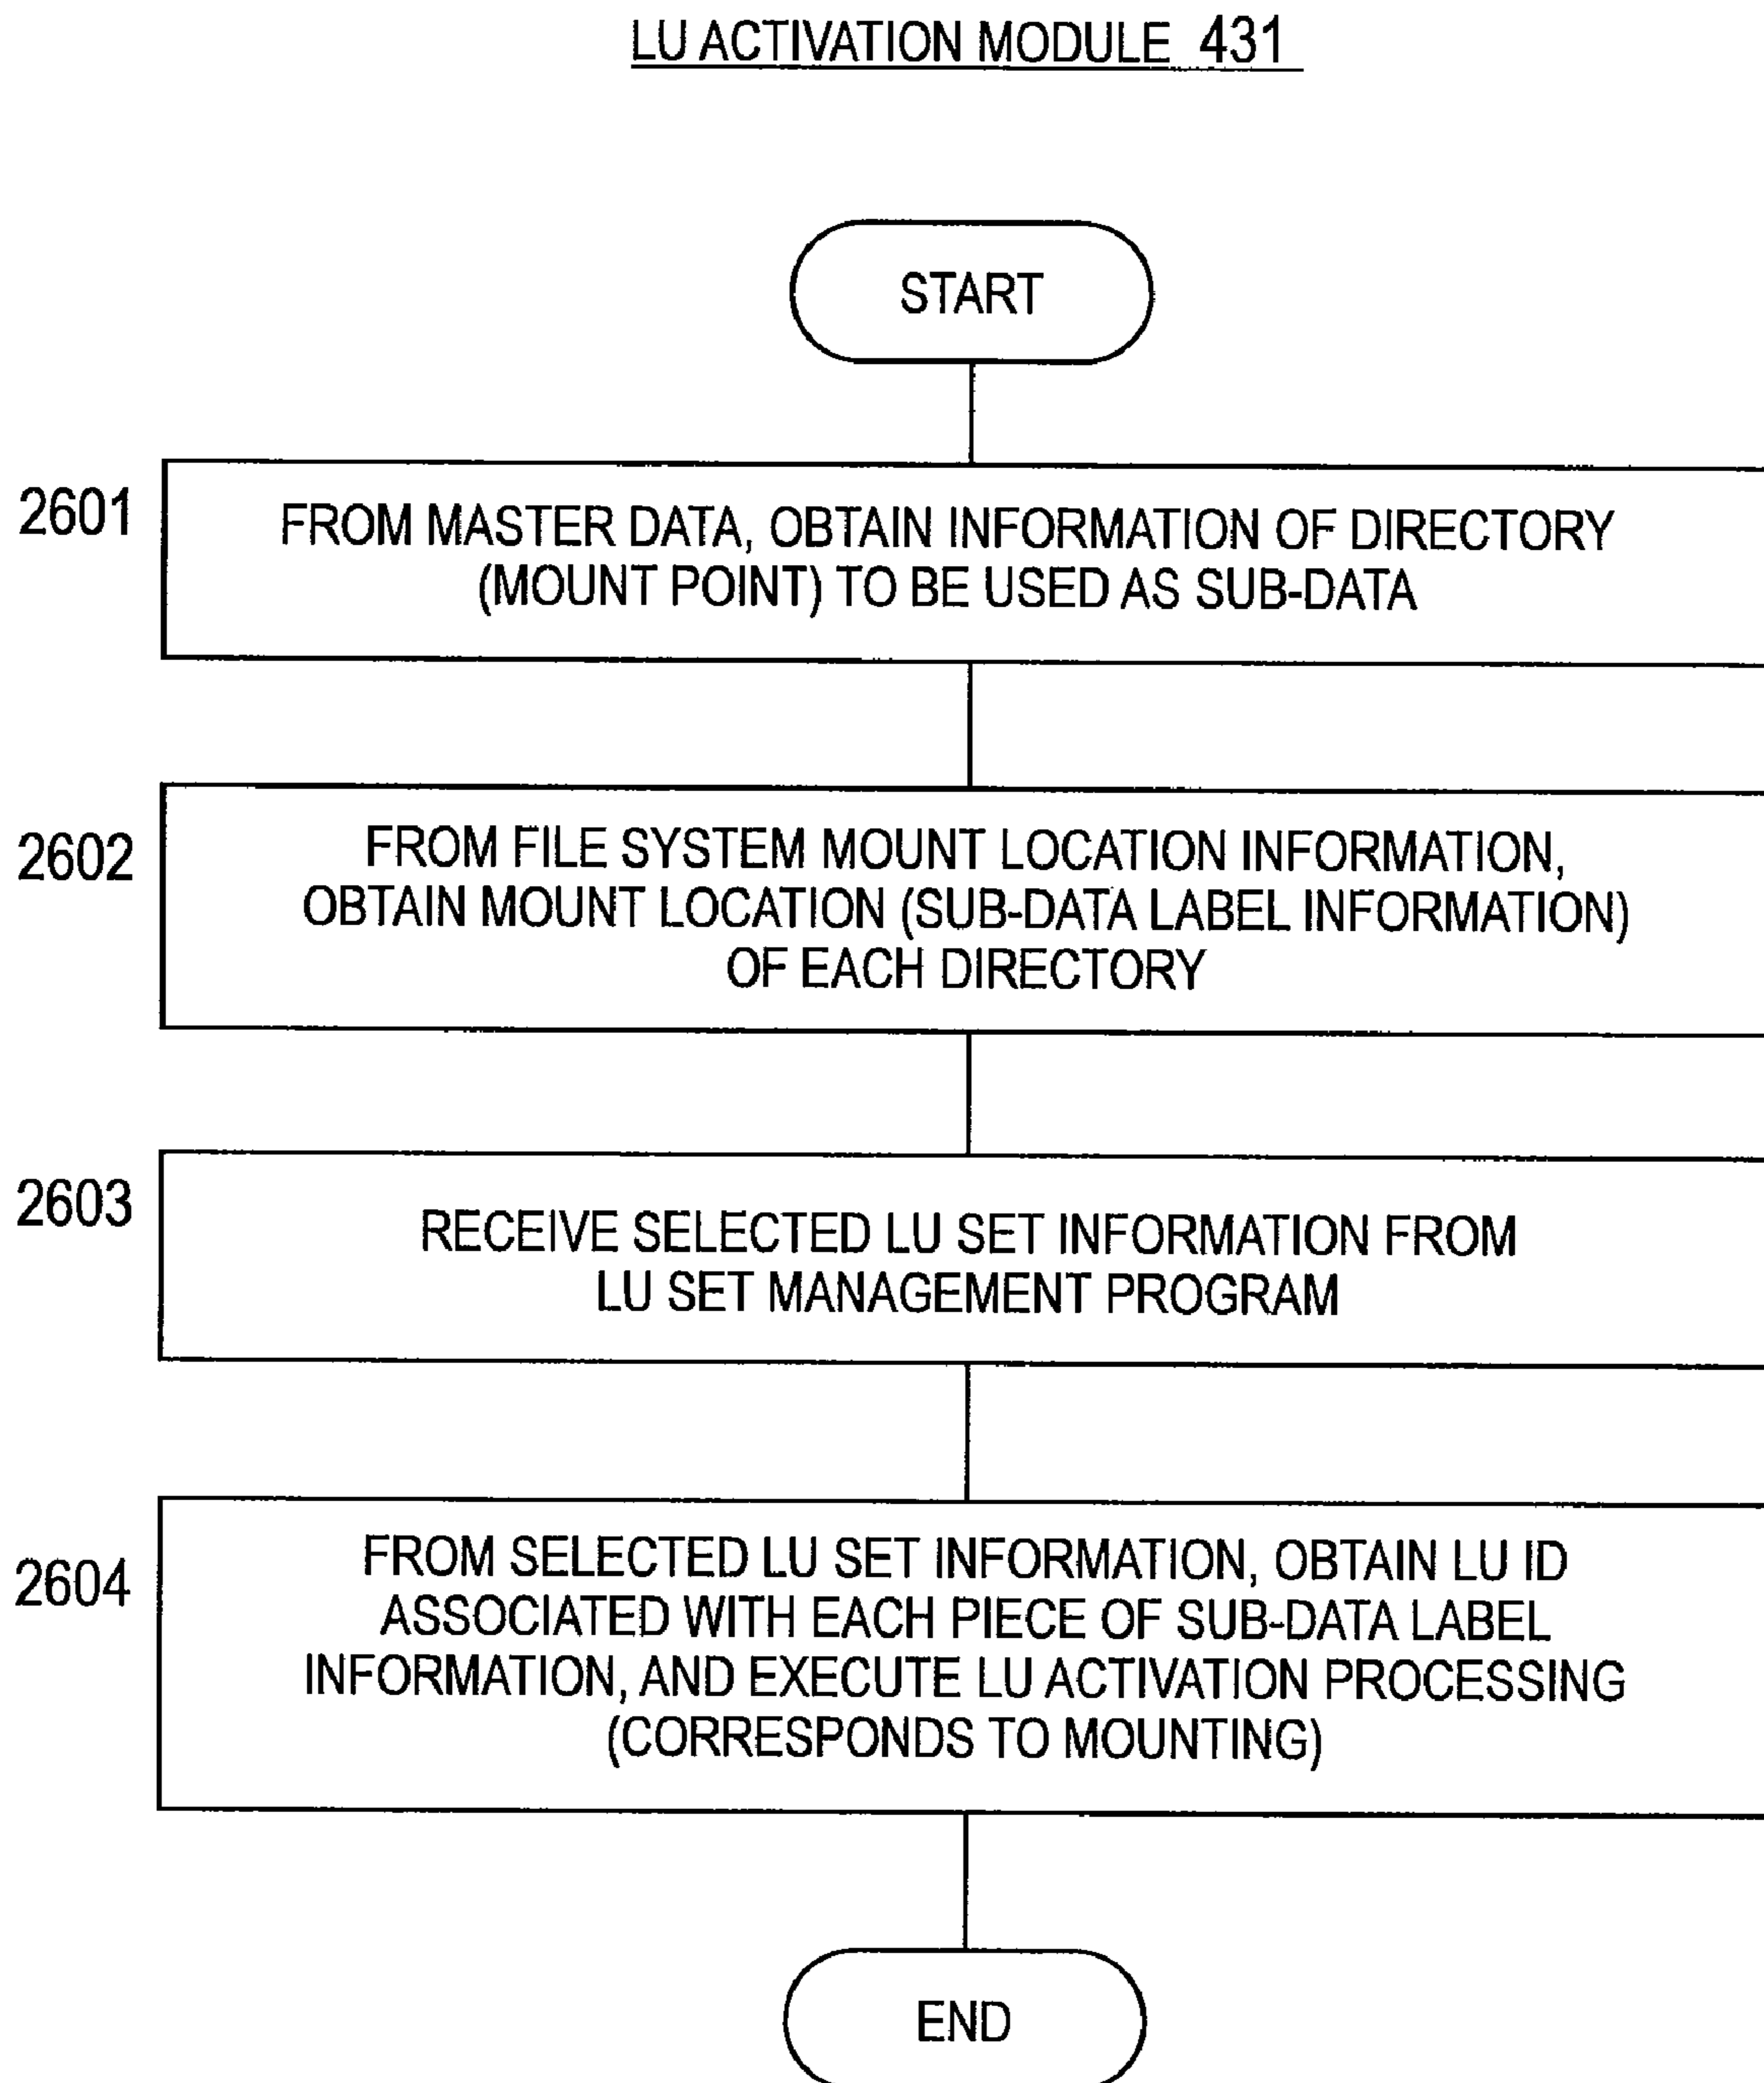 LU ACTIVATION MODULE 431
START
2601
FROM MASTER DATA, OBTAIN INFORMATION OF DIRECTORY
(MOUNT POINT) TO BE USED AS SUB-DATA
2602
FROM FILE SYSTEM MOUNT LOCATION INFORMATION,
OBTAIN MOUNT LOCATION (SUB-DATA LABEL INFORMATION)
OF EACH DIRECTORY
2603
RECEIVE SELECTED LU SET INFORMATION FROM
LU SET MANAGEMENT PROGRAM
2604
FROM SELECTED LU SET INFORMATION, OBTAIN LU ID
ASSOCIATED WITH EACH PIECE OF SUB-DATA LABEL
INFORMATION, AND EXECUTE LU ACTIVATION PROCESSING
(CORRESPONDS TO MOUNTING)
END